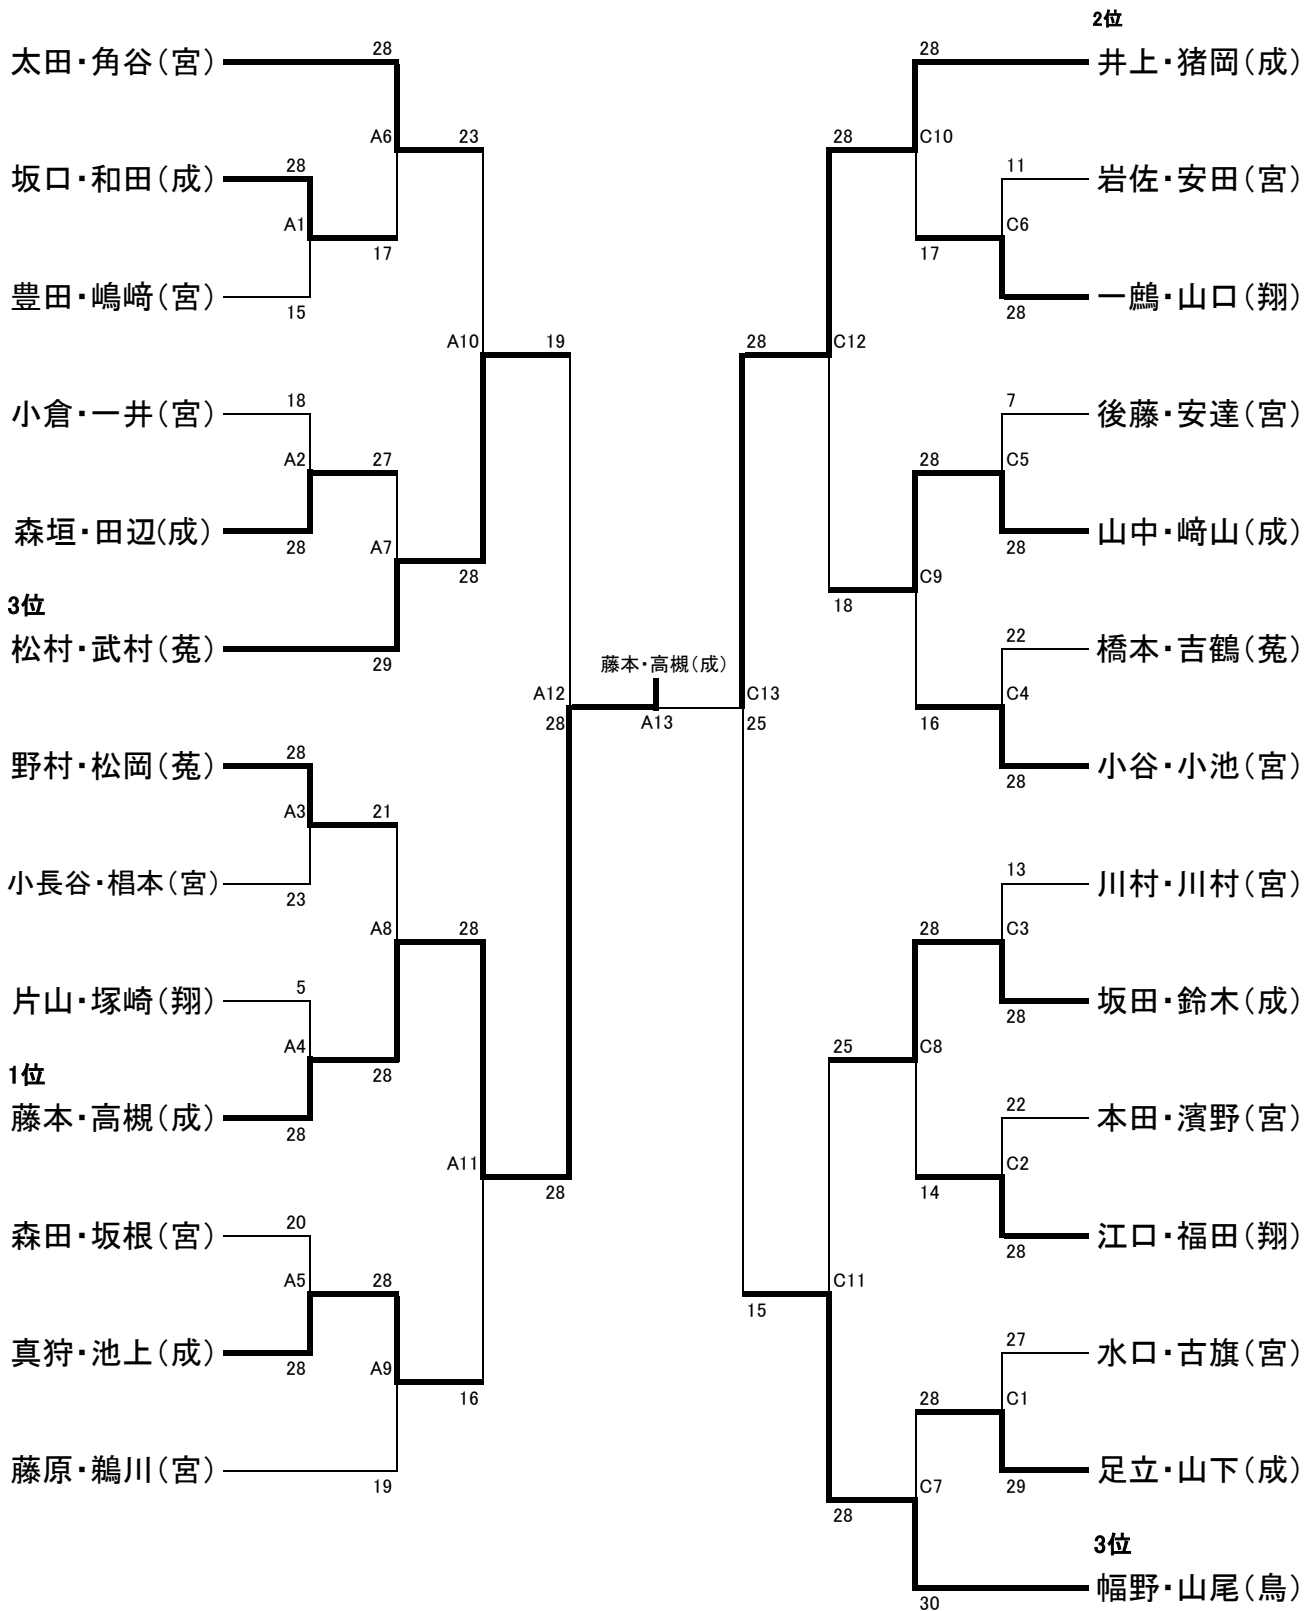 2位
太田・角谷(宮)
28
28
井上・猪岡(成)
A6
23
28
C10
坂口・和田(成)
28
11
岩佐・安田(宮)
A1
C6
17
17
豊田・嶋﨑(宮)
15
28
一鷓・山口(翔)
A10
19
28
C12
小倉・一井(宮)
18
7
後藤・安達(宮)
A2
27
28
C5
森垣・田辺(成)
28
A7
28
山中・﨑山(成)
28
C9
3位
18
松村・武村(菟)
29
22
橋本・吉鶴(菟)
藤本・高槻(成)
A12
C13
C4
28
A13
25
16
野村・松岡(菟)
28
28
小谷・小池(宮)
A3
21
小長谷・椙本(宮)
23
13
川村・川村(宮)
A8
28
28
C3
片山・塚崎(翔)
5
28
坂田・鈴木(成)
A4
25
C8
1位
28
藤本・高槻(成)
28
22
本田・濱野(宮)
A11
C2
28
14
森田・坂根(宮)
20
28
江口・福田(翔)
A5
28
C11
15
真狩・池上(成)
28
A9
27
水口・古旗(宮)
16
28
C1
藤原・鵜川(宮)
19
29
足立・山下(成)
C7
28
3位
幅野・山尾(鳥)
30